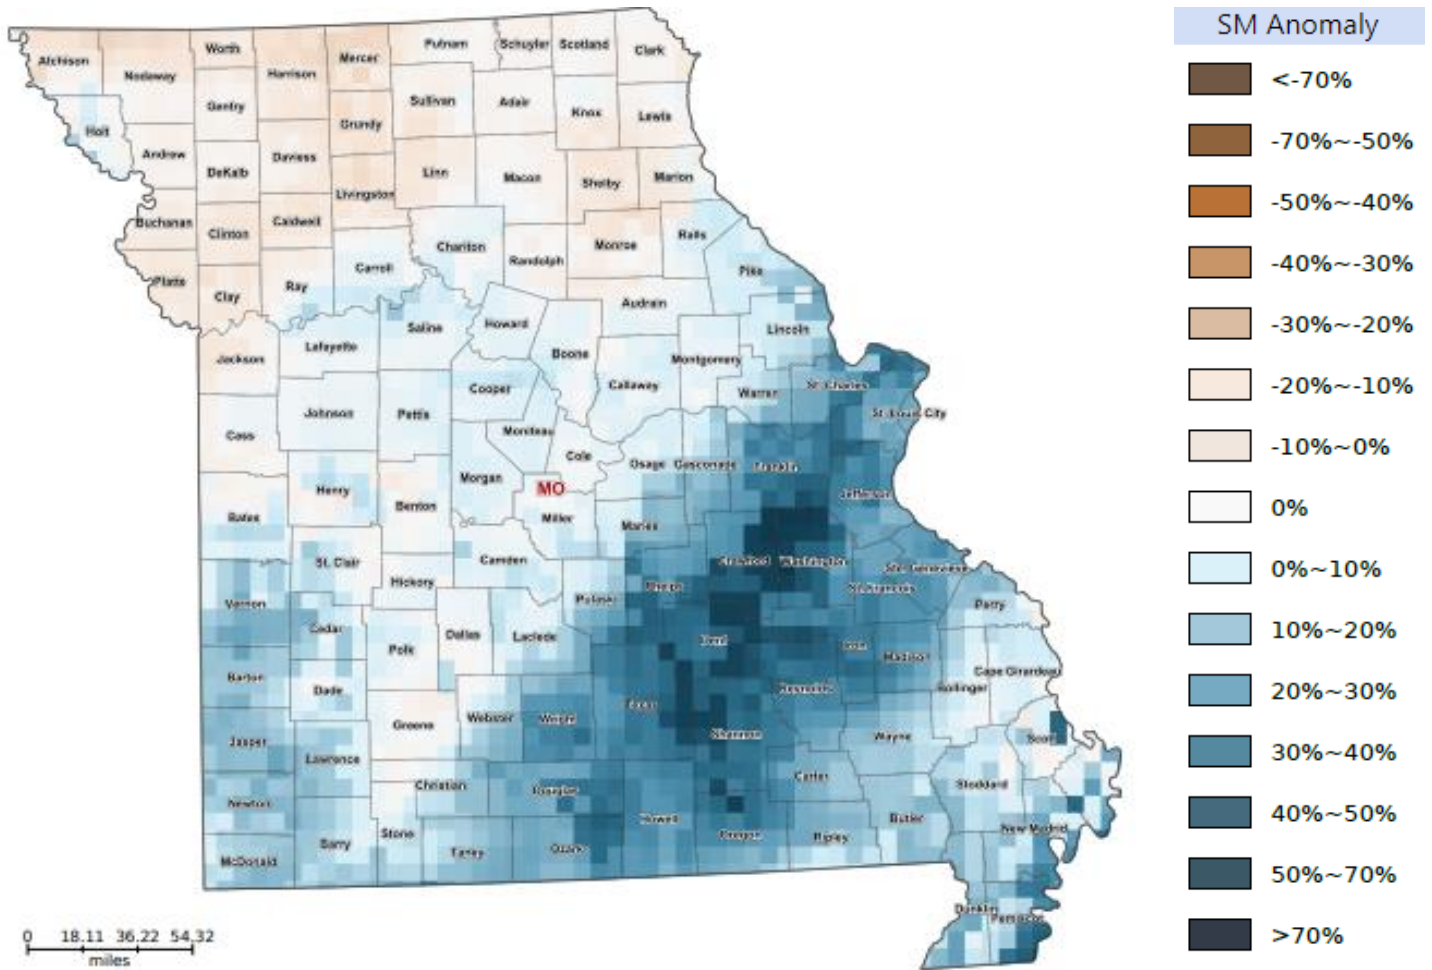 SM Anomaly
<-70%
-70%~-50%
-50%~-40%
-40%~-30%
-30%~-20%
-20%~-10%
-10%~0%
0%
0%~10%
10%~20%
20%~30%
30%~40%
40%~50%
50%~70%
>70%
Atchison
Nodaway
Worth
Harrison
Mercer
Putnam
Schuyler
Scotland
Clark
Holt
Gentry
Grundy
Sullivan
Adair
Knox
Lewis
Andrew
DeKalb
Daviess
Livingston
Linn
Macon
Shelby
Marion
Buchanan
Clinton
Caldwell
Carroll
Chariton
Randolph
Monroe
Ralls
Platte
Clay
Ray
Pike
Audrain
Jackson
Lafayette
Saline
Howard
Boone
Callaway
Montgomery
Lincoln
Warren
St. Charles
St. Louis City
Cass
Johnson
Pettis
Cooper
Moniteau
Cole
Osage
Gasconade
Franklin
Jefferson
Bates
Henry
Benton
Morgan
MO
Miller
Maries
St. Clair
Hickory
Camden
Pulaski
Phelps
Crawford
Washington
Ste. Genevieve
St. Francois
Perry
Vernon
Cedar
Polk
Dallas
Laclede
Dent
Iron
Madison
Cape Girardeau
Bollinger
Barton
Dade
Greene
Webster
Wright
Texas
Reynolds
Shannon
Wayne
Scott
Jasper
Lawrence
Christian
Douglas
Carter
Stoddard
Newton
Stone
Howell
Oregon
Ripley
Butler
New Madrid
McDonald
Barry
Taney
Ozark
Dunklin
Pemiscot
0 18.11 36.22 54.32
miles